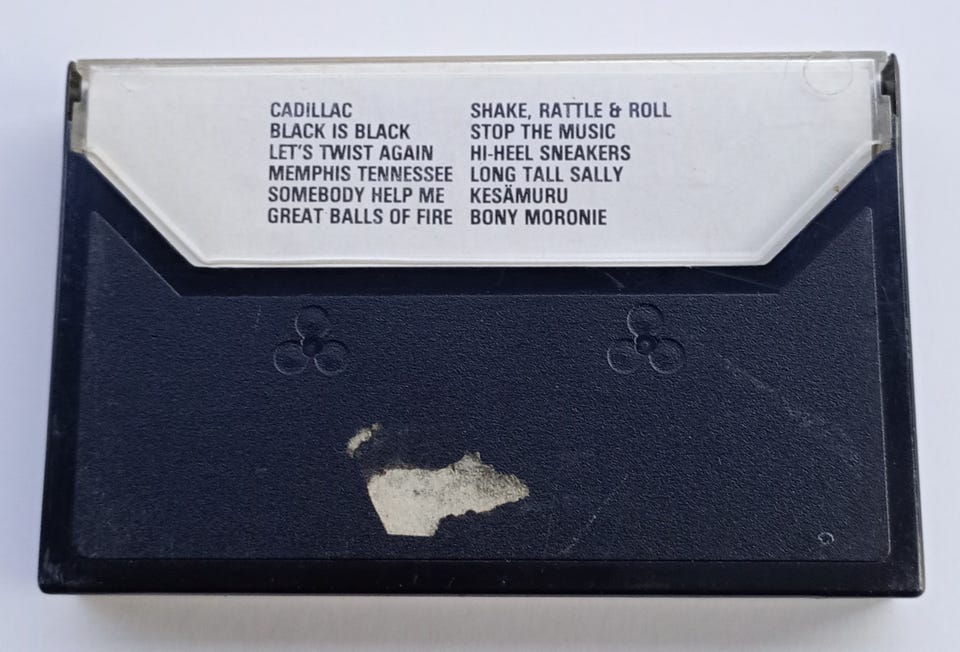 CADILLAC
BLACK IS BLACK
LET'S TWIST AGAIN
MEMPHIS TENNESSEE
SOMEBODY HELP ME
GREAT BALLS OF FIRE
SHAKE, RATTLE & ROLL
STOP THE MUSIC
HI-HEEL SNEAKERS
LONG TALL SALLY
KESÄMURU
BONY MORONIE